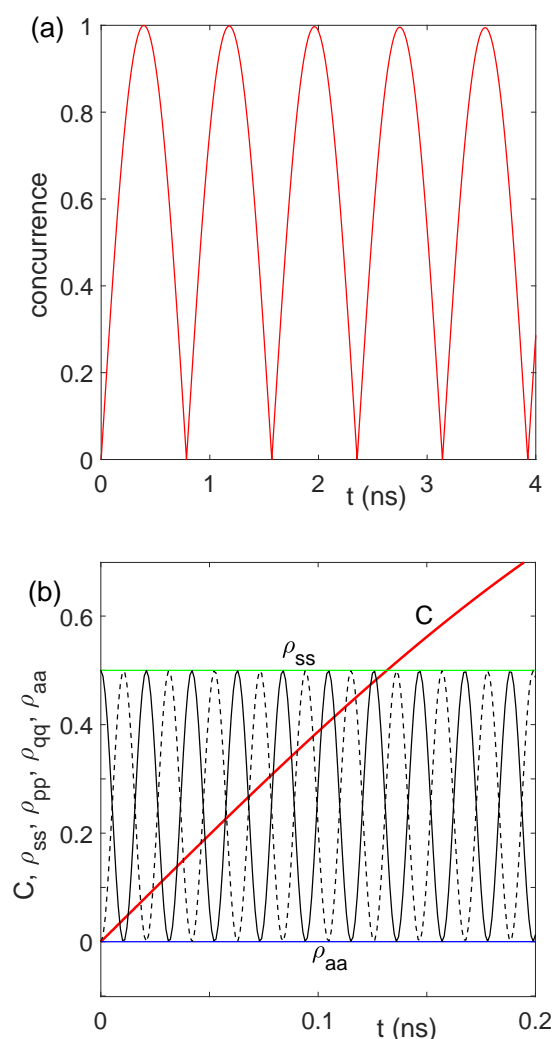 (a)
1
0.8
0.6
0.4
0.2
0
concurrence
0 1 2 3 4
t (ns)
(b)
0.6
0.4
0.2
0
C, ρss, ρpp, ρqq, ρaa
C
ρss
ρaa
0 0.1 0.2
t (ns)